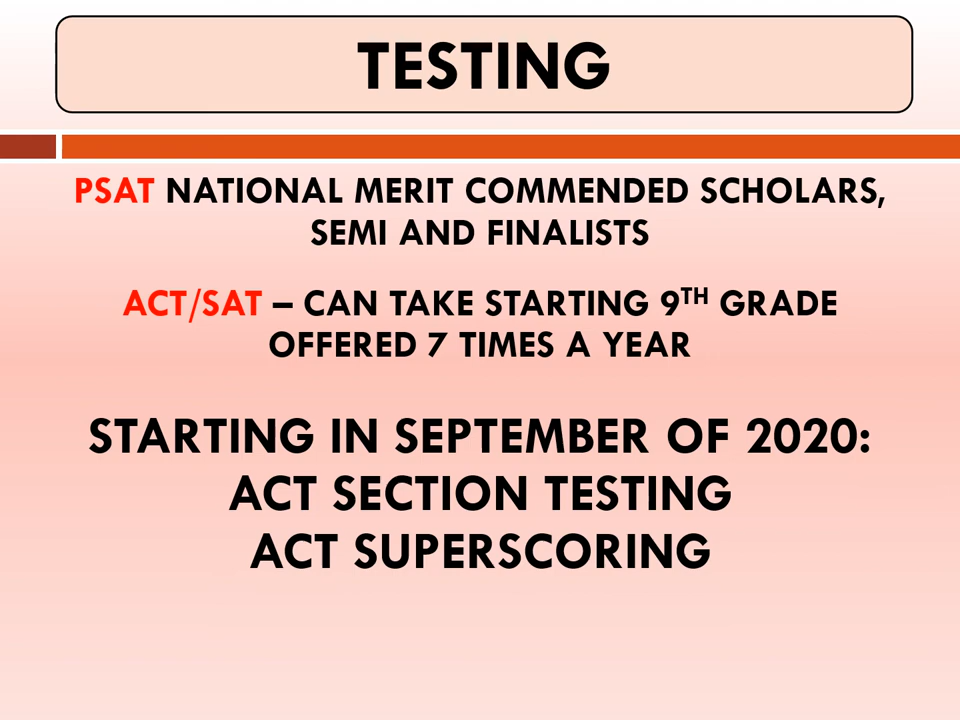 TESTING
PSAT NATIONAL MERIT COMMENDED SCHOLARS,
SEMI AND FINALISTS
ACT/SAT – CAN TAKE STARTING 9TH GRADE
OFFERED 7 TIMES A YEAR
STARTING IN SEPTEMBER OF 2020:
ACT SECTION TESTING
ACT SUPERSCORING